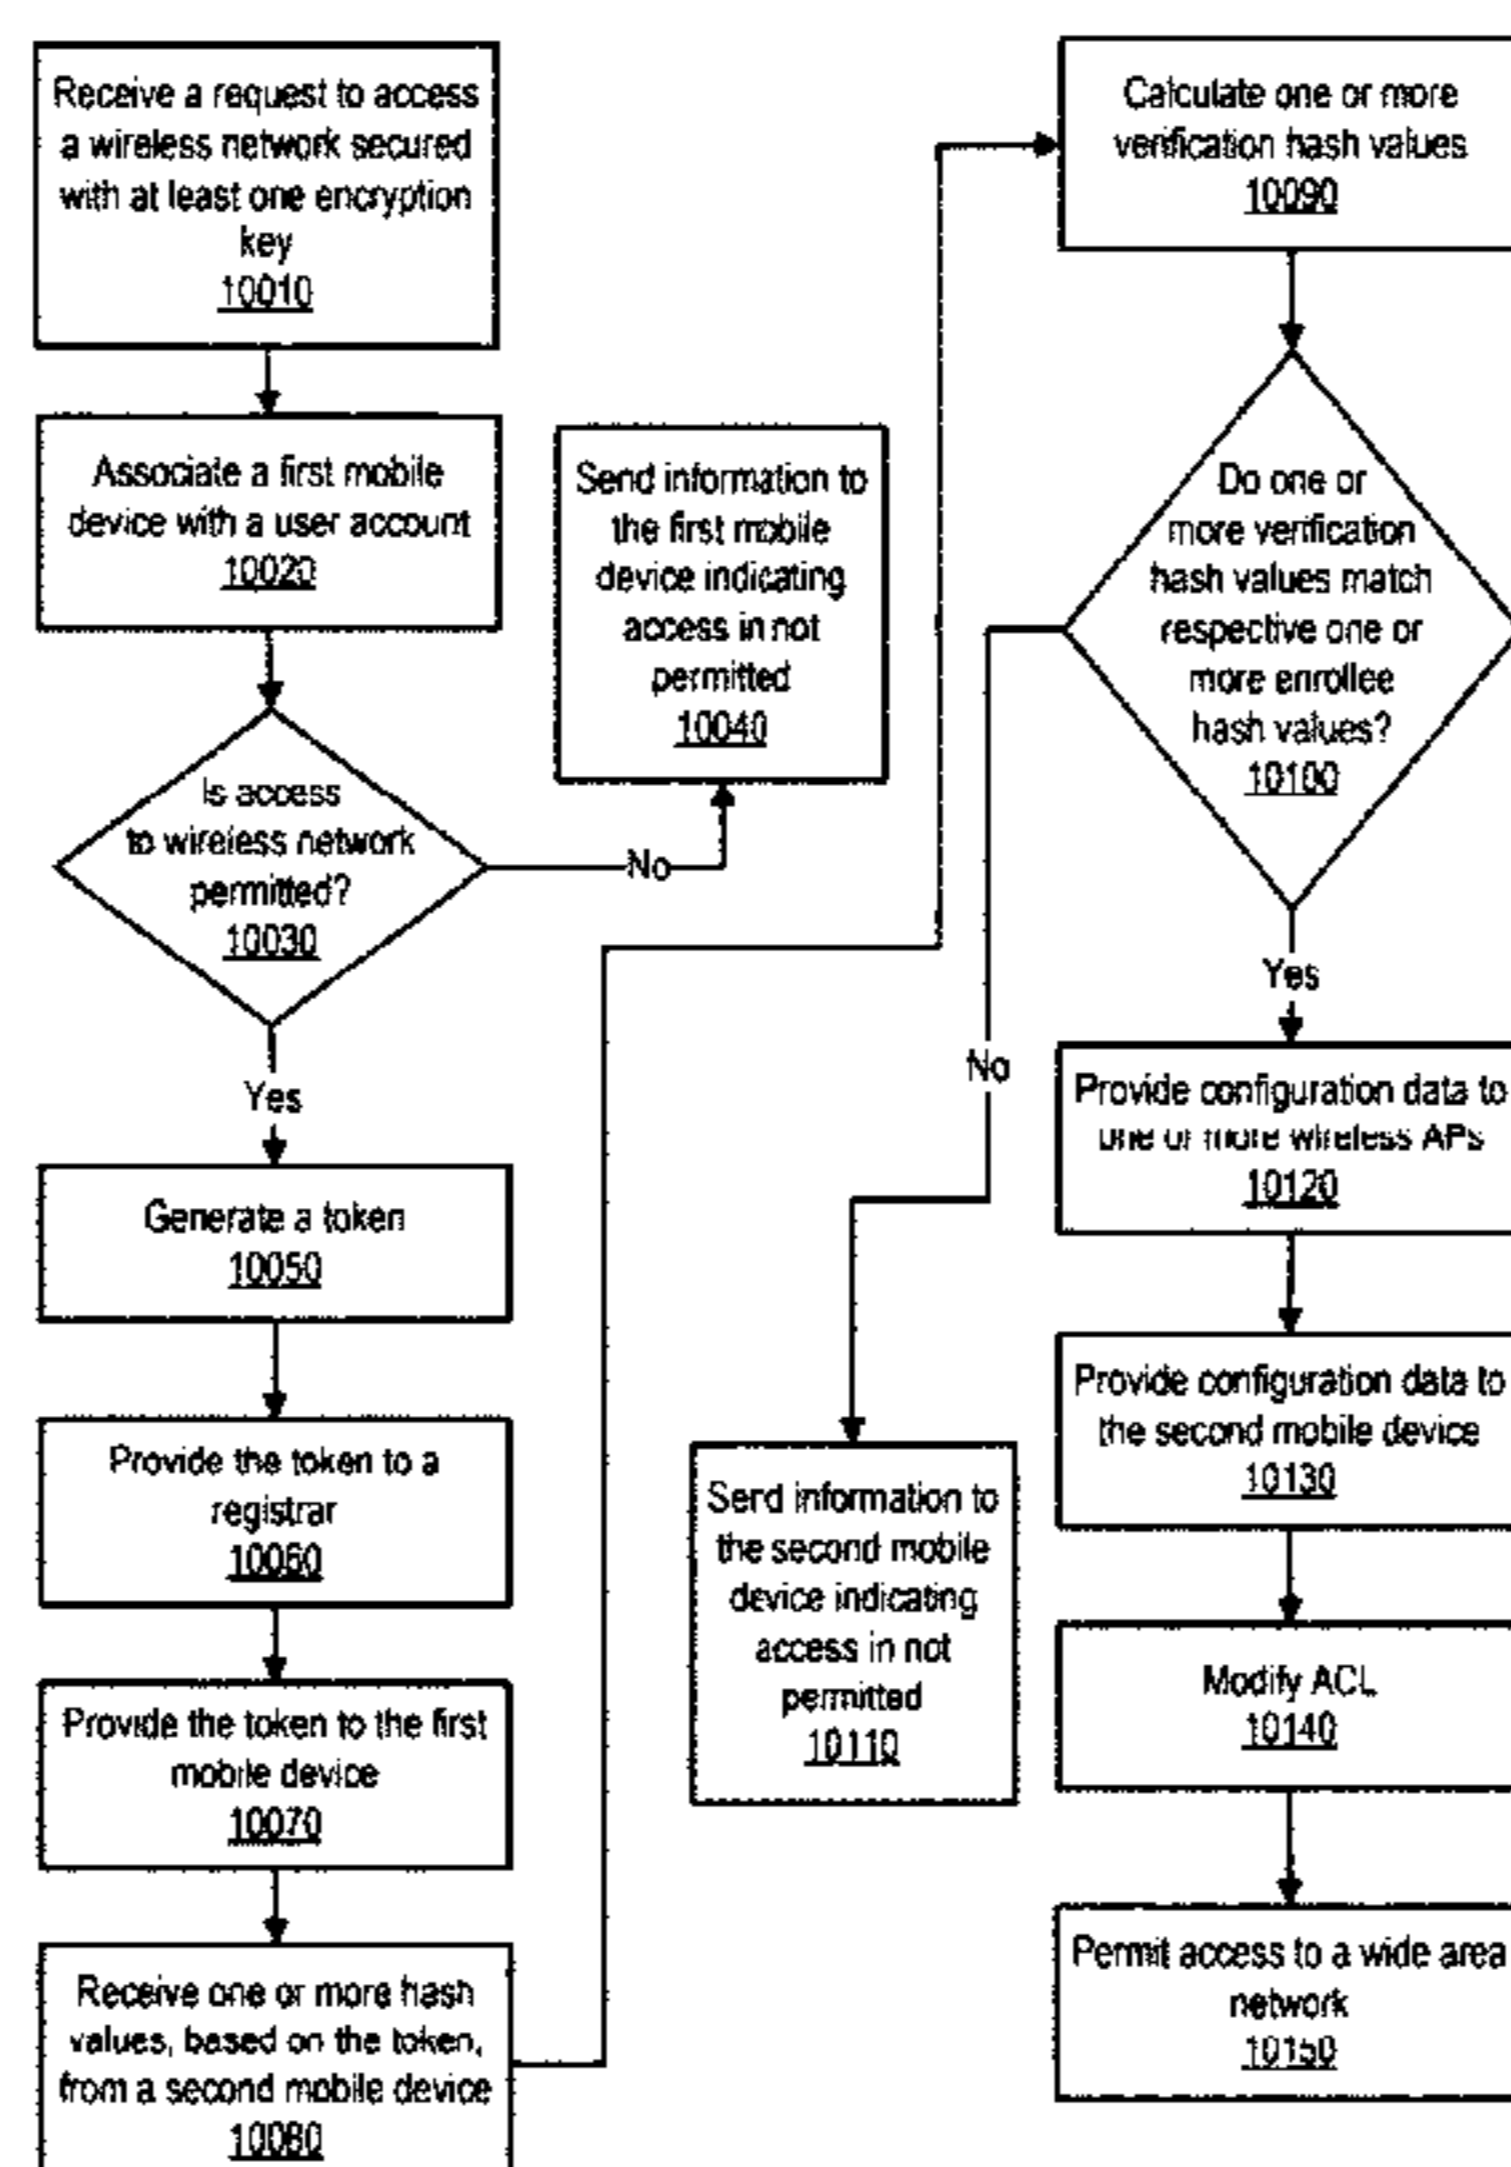 Receive a request to access
a wireless network secured
with at least one encryption
key
10010
Associate a first mobile
device with a user account
10020
Is access
to wireless network
permitted?
10030
No
Send information to
the first mobile
device indicating
access in not
permitted
10040
Yes
Generate a token
10050
Provide the token to a
registrar
10060
Provide the token to the first
mobile device
10070
Receive one or more hash
values, based on the token,
from a second mobile device
10080
Calculate one or more
verification hash values
10090
Do one or
more verification
hash values match
respective one or
more enrollee
hash values?
10100
No
Send information to
the second mobile
device indicating
access in not
permitted
10110
Yes
Provide configuration data to
one or more wireless APs
10120
Provide configuration data to
the second mobile device
10130
Modify ACL
10140
Permit access to a wide area
network
10150